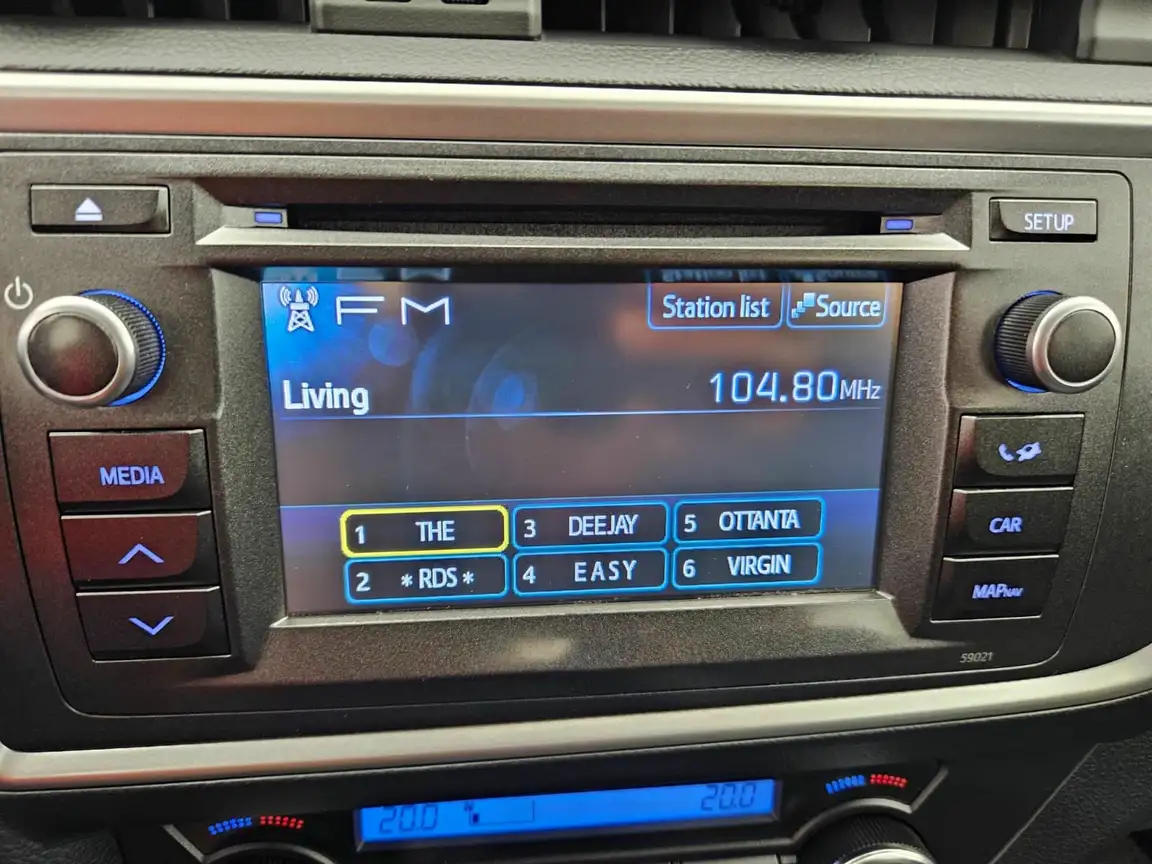 SETUP
FM
Station list
Source
Living
104.80MHz
MEDIA
1 THE
3 DEEJAY
5 OTTANTA
2 *RDS*
4 EASY
6 VIRGIN
CAR
MAPNAV
59021
20.0
20.0